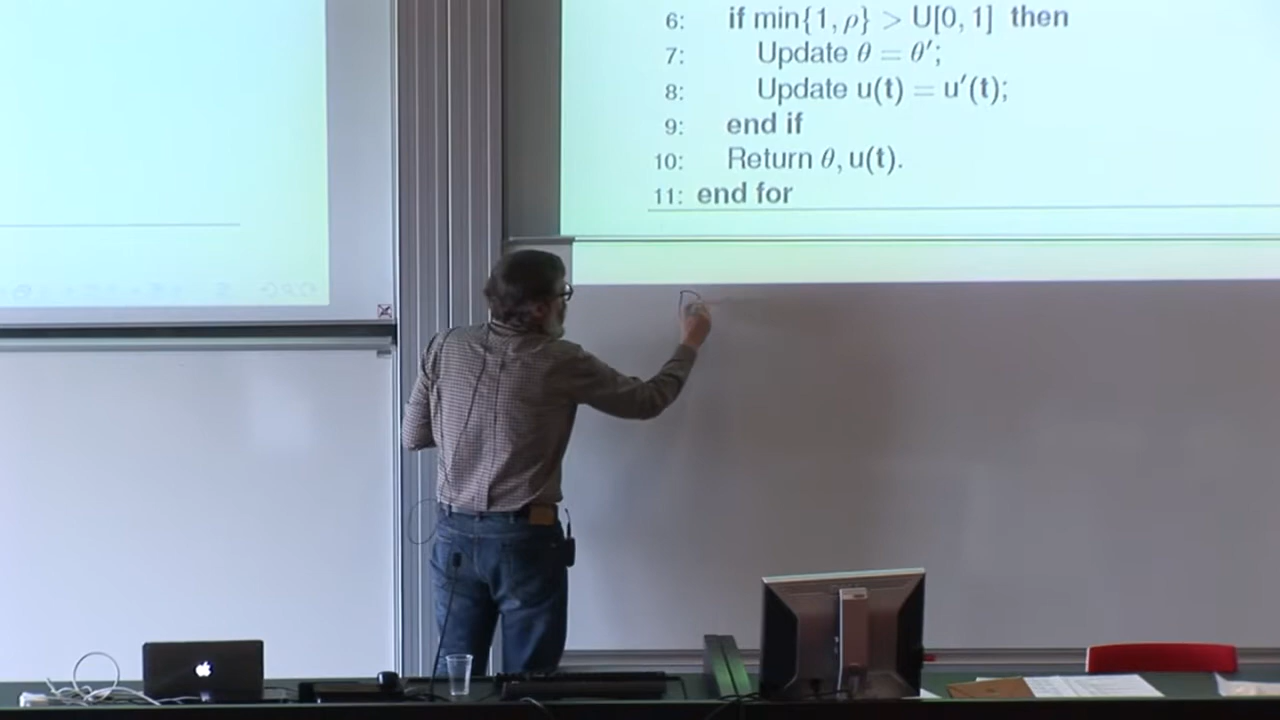 6: if min{1, ρ} > U[0, 1] then
7: Update θ = θ′;
8: Update u(t) = u′(t);
9: end if
10: Return θ, u(t).
11: end for